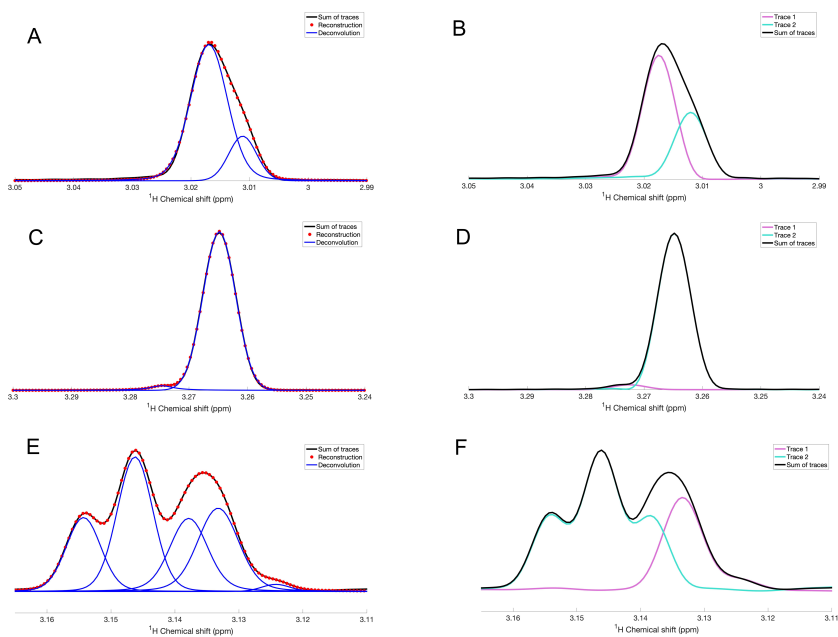 A
Sum of traces
Reconstruction
Deconvolution
3.05 3.04 3.03 3.02 3.01 3 2.99
¹H Chemical shift (ppm)
B
Trace 1
Trace 2
Sum of traces
3.05 3.04 3.03 3.02 3.01 3 2.99
¹H Chemical shift (ppm)
C
Sum of traces
Reconstruction
Deconvolution
3.3 3.29 3.28 3.27 3.26 3.25 3.24
¹H Chemical shift (ppm)
D
Trace 1
Trace 2
Sum of traces
3.3 3.29 3.28 3.27 3.26 3.25 3.24
¹H Chemical shift (ppm)
E
Sum of traces
Reconstruction
Deconvolution
3.16 3.15 3.14 3.13 3.12 3.11
¹H Chemical shift (ppm)
F
Trace 1
Trace 2
Sum of traces
3.16 3.15 3.14 3.13 3.12 3.11
¹H Chemical shift (ppm)